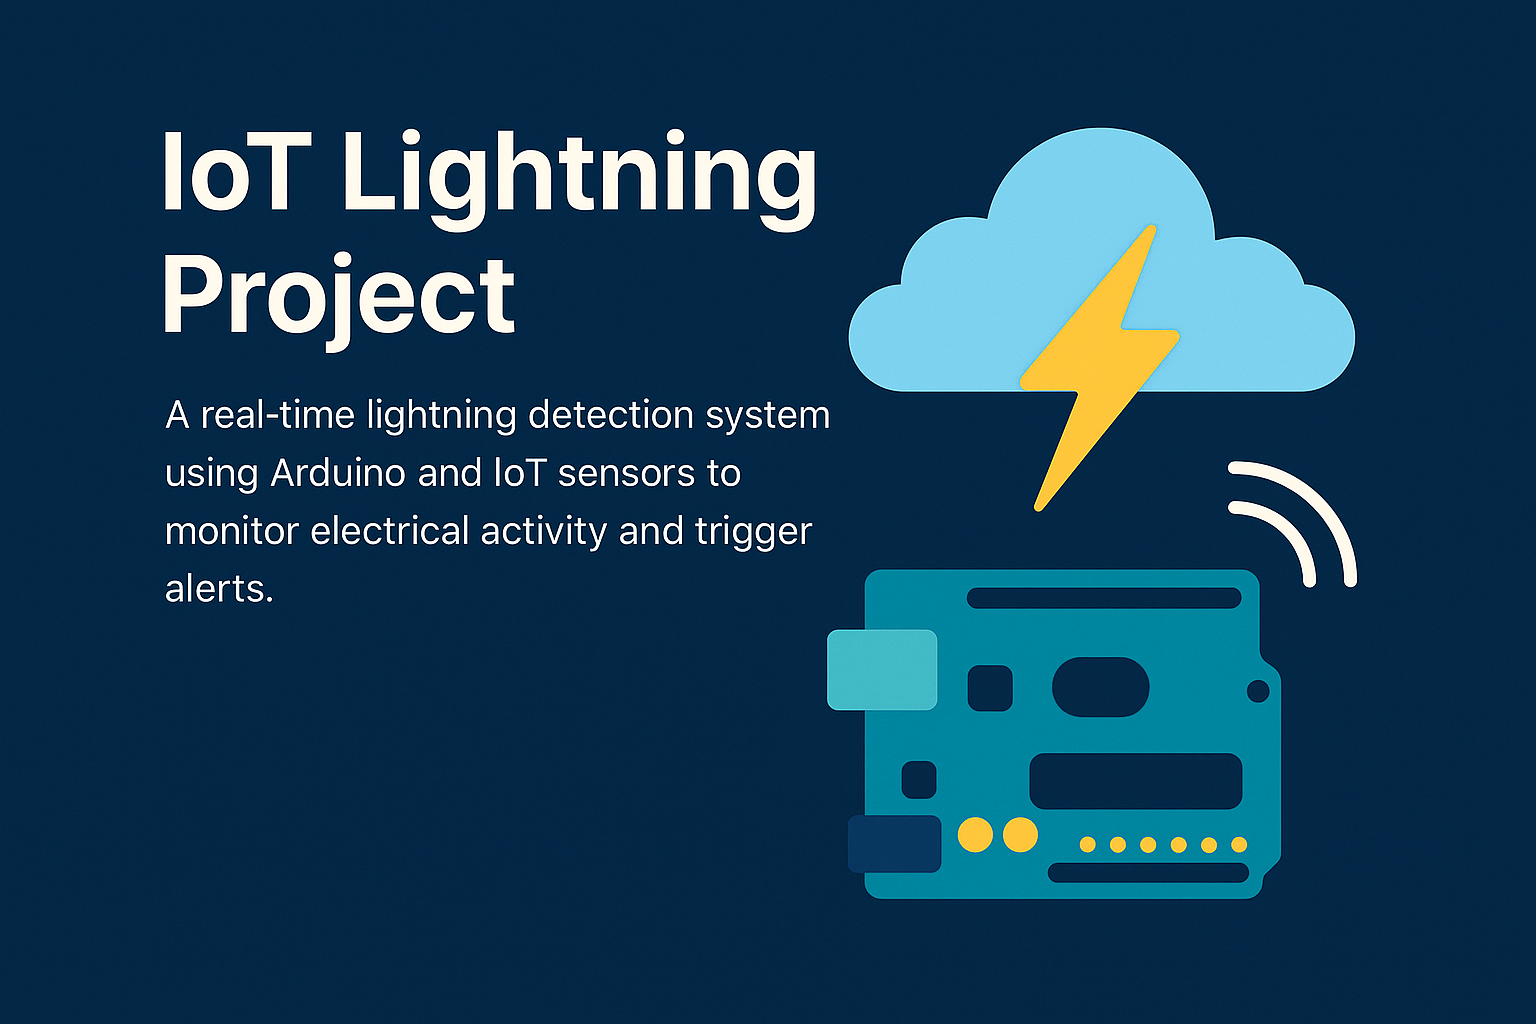 IoT Lightning
Project
A real-time lightning detection system
using Arduino and IoT sensors to
monitor electrical activity and trigger
alerts.